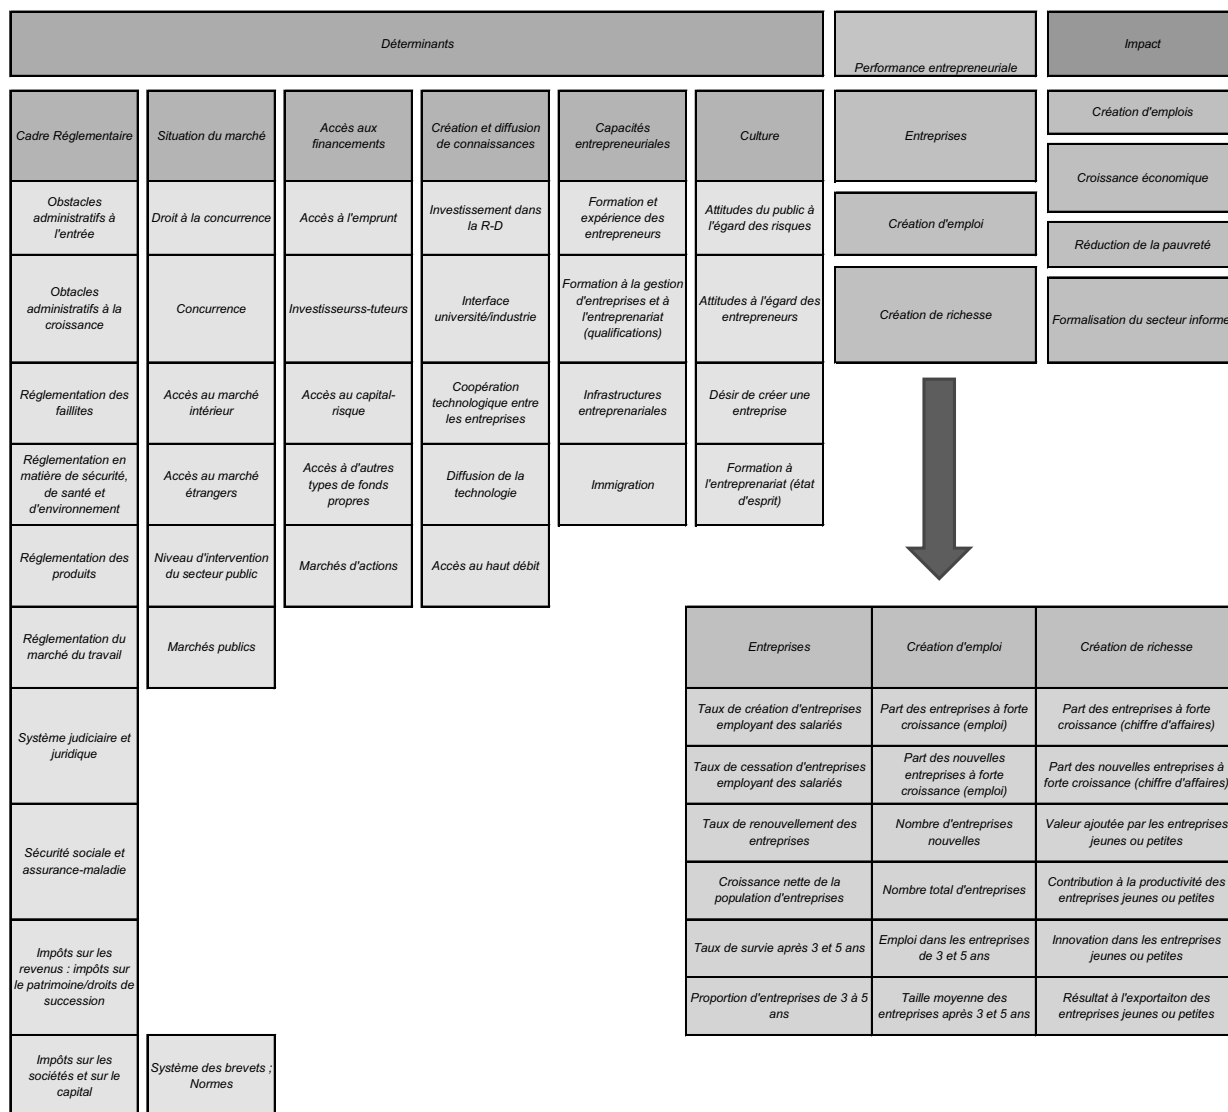 Déterminants
Performance entrepreneuriale
Impact
Cadre Réglementaire
Situation du marché
Accès aux
financements
Création et diffusion
de connaissances
Capacités
entrepreneuriales
Culture
Entreprises
Création d'emplois
Croissance économique
Obstacles
administratifs à
l'entrée
Droit à la concurrence
Accès à l'emprunt
Investissement dans
la R-D
Formation et
expérience des
entrepreneurs
Attitudes du public à
l'égard des risques
Création d'emploi
Réduction de la pauvreté
Obtacles
administratifs à la
croissance
Concurrence
Investisseurss-tuteurs
Interface
université/industrie
Formation à la gestion
d'entreprises et à
l'entreprenariat
(qualifications)
Attitudes à l'égard des
entrepreneurs
Création de richesse
Formalisation du secteur informe
Réglementation des
faillites
Accès au marché
intérieur
Accès au capital-
risque
Coopération
technologique entre
les entreprises
Infrastructures
entreprenariales
Désir de créer une
entreprise
Réglementation en
matière de sécurité,
de santé et
d'environnement
Accès au marché
étrangers
Accès à d'autres
types de fonds
propres
Diffusion de la
technologie
Immigration
Formation à
l'entreprenariat (état
d'esprit)
Réglementation des
produits
Niveau d'intervention
du secteur public
Marchés d'actions
Accès au haut débit
Réglementation du
marché du travail
Marchés publics
Système judiciaire et
juridique
Sécurité sociale et
assurance-maladie
Impôts sur les
revenus : impôts sur
le patrimoine/droits de
succession
Impôts sur les
sociétés et sur le
capital
Système des brevets ;
Normes
Entreprises
Création d'emploi
Création de richesse
Taux de création d'entreprises
employant des salariés
Part des entreprises à forte
croissance (emploi)
Part des entreprises à forte
croissance (chiffre d'affaires)
Taux de cessation d'entreprises
employant des salariés
Part des nouvelles
entreprises à forte
croissance (emploi)
Part des nouvelles entreprises à
forte croissance (chiffre d'affaires)
Taux de renouvellement des
entreprises
Nombre d'entreprises
nouvelles
Valeur ajoutée par les entreprises
jeunes ou petites
Croissance nette de la
population d'entreprises
Nombre total d'entreprises
Contribution à la productivité des
entreprises jeunes ou petites
Taux de survie après 3 et 5 ans
Emploi dans les entreprises
de 3 et 5 ans
Innovation dans les entreprises
jeunes ou petites
Proportion d'entreprises de 3 à 5
ans
Taille moyenne des
entreprises après 3 et 5 ans
Résultat à l'exportaiton des
entreprises jeunes ou petites